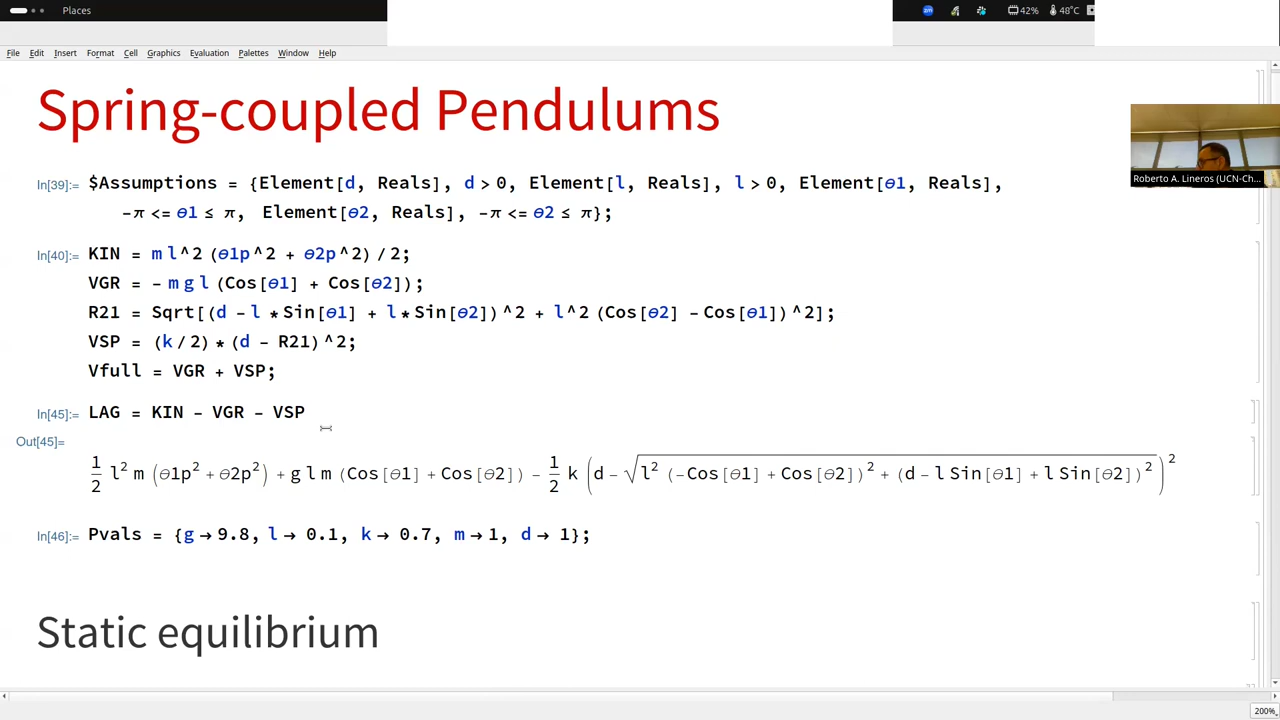 Places
zm 42% 48°C
File Edit Insert Format Cell Graphics Evaluation Palettes Window Help
Spring-coupled Pendulums
In[39]:= $Assumptions = {Element[d, Reals], d > 0, Element[l, Reals], l > 0, Element[θ1, Reals],
-π <= θ1 ≤ π, Element[θ2, Reals], -π <= θ2 ≤ π};
In[40]:= KIN = m l^2 (θ1p^2 + θ2p^2) / 2;
VGR = - m g l (Cos[θ1] + Cos[θ2]);
R21 = Sqrt[(d - l * Sin[θ1] + l * Sin[θ2])^2 + l^2 (Cos[θ2] - Cos[θ1])^2];
VSP = (k / 2) * (d - R21)^2;
Vfull = VGR + VSP;
In[45]:= LAG = KIN - VGR - VSP
Out[45]=
1/2 l² m (θ1p² + θ2p²) + g l m (Cos[θ1] + Cos[θ2]) - 1/2 k (d - √(l² (-Cos[θ1] + Cos[θ2])² + (d - l Sin[θ1] + l Sin[θ2])²))²
In[46]:= Pvals = {g → 9.8, l → 0.1, k → 0.7, m → 1, d → 1};
Static equilibrium
Roberto A. Lineros (UCN-Ch...
200%